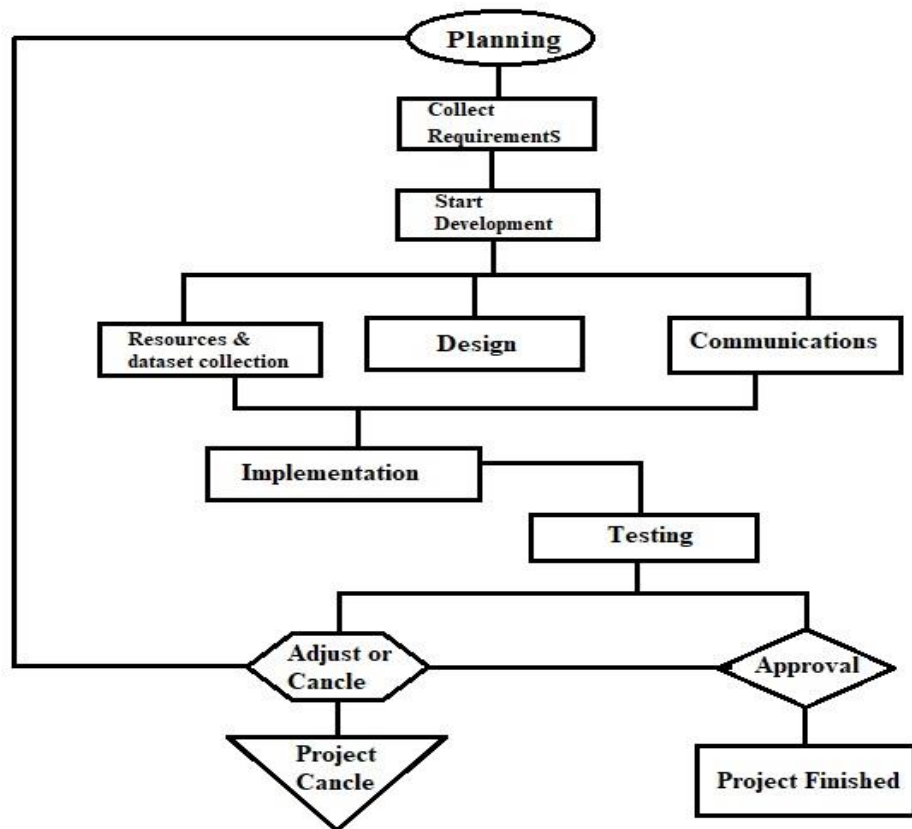 Planning
Collect
RequirementS
Start
Development
Resources &
dataset collection
Design
Communications
Implementation
Testing
Adjust or
Cancle
Approval
Project
Cancle
Project Finished